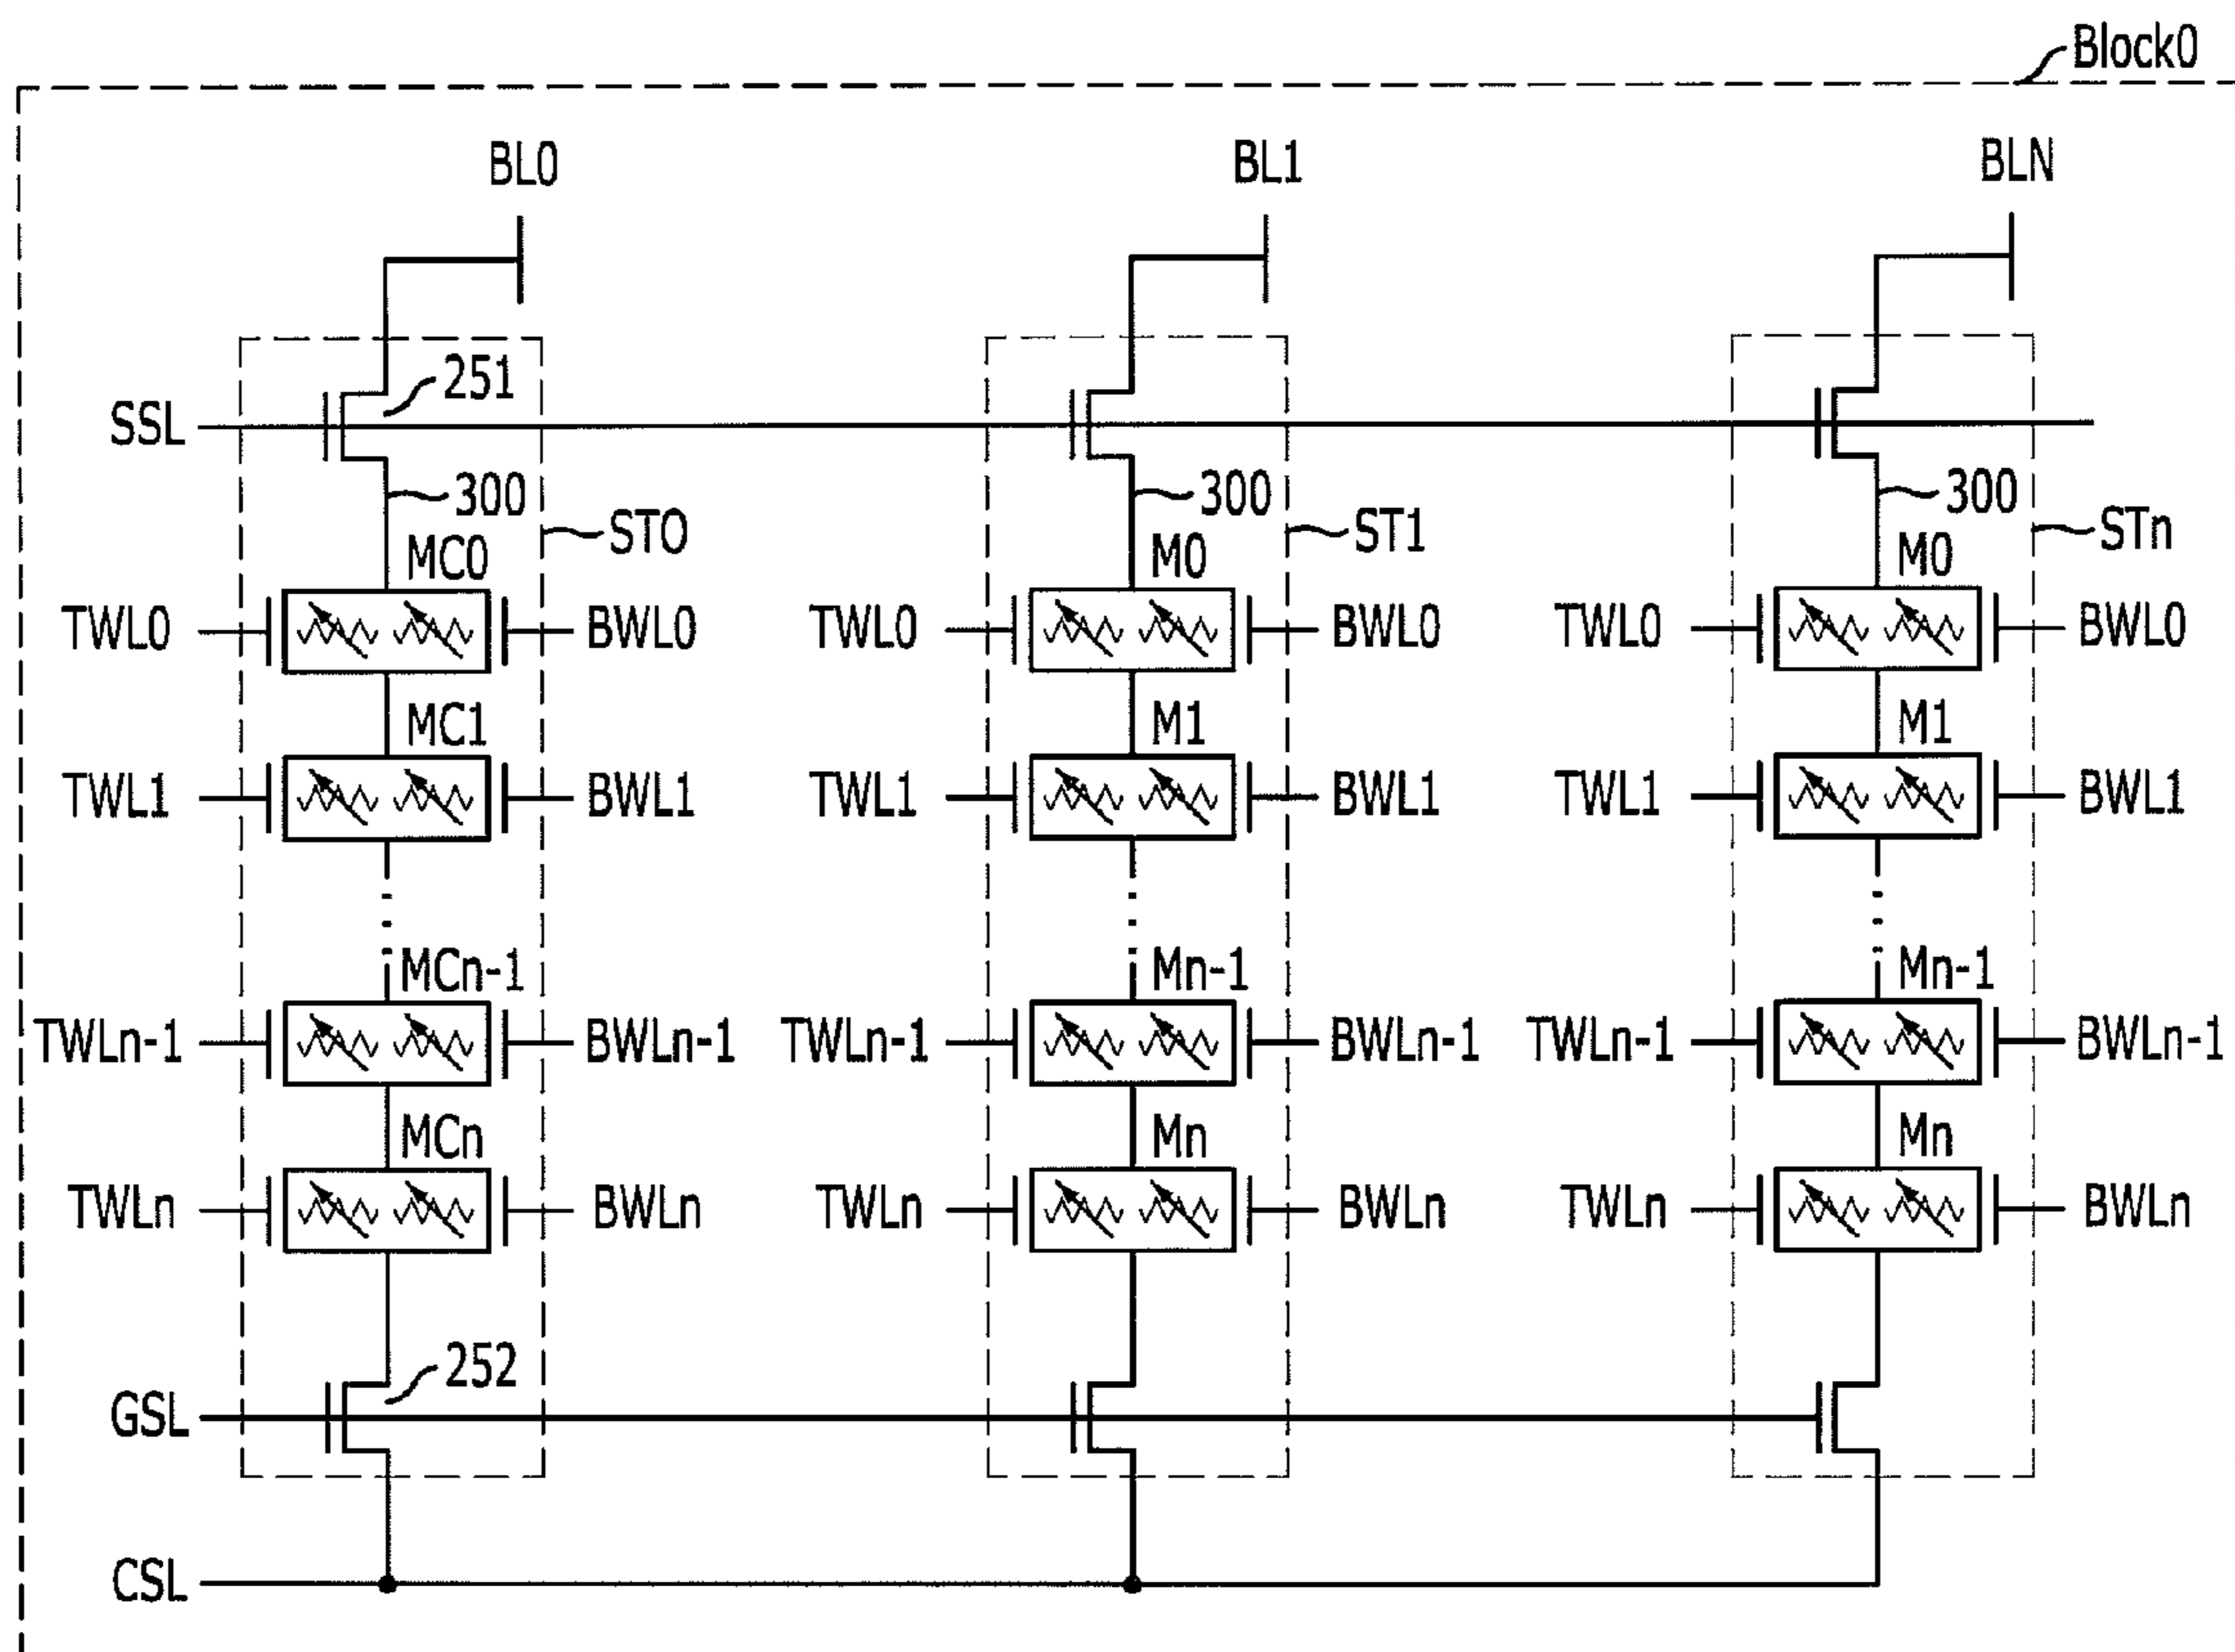 Block0
BL0 BL1 BLN
251
SSL
300 300 300
ST0 ST1 STn
MC0 M0 M0
TWL0 BWL0 TWL0 BWL0 TWL0 BWL0
MC1 M1 M1
TWL1 BWL1 TWL1 BWL1 TWL1 BWL1
MCn-1 Mn-1 Mn-1
TWLn-1 BWLn-1 TWLn-1 BWLn-1 TWLn-1 BWLn-1
MCn Mn Mn
TWLn BWLn TWLn BWLn TWLn BWLn
252
GSL
CSL